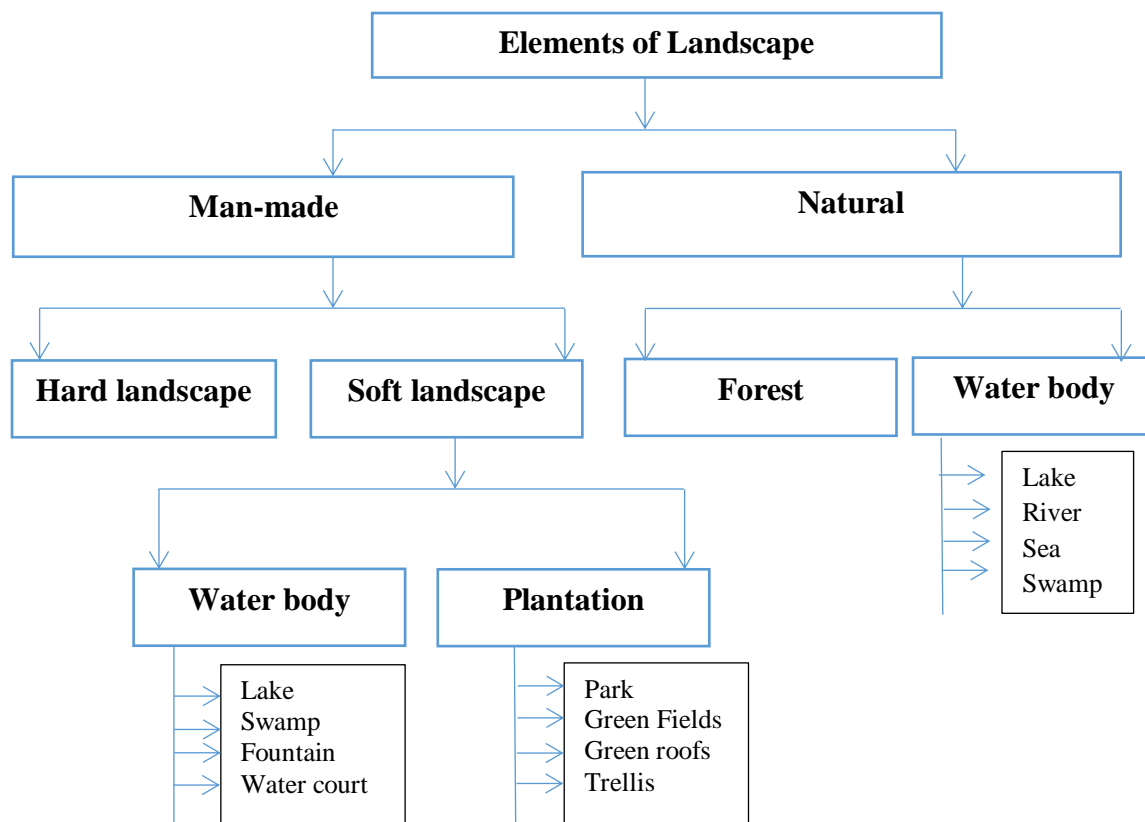 Elements of Landscape
Man-made
Natural
Hard landscape
Soft landscape
Forest
Water body
Lake
River
Sea
Swamp
Water body
Plantation
Lake
Swamp
Fountain
Water court
Park
Green Fields
Green roofs
Trellis